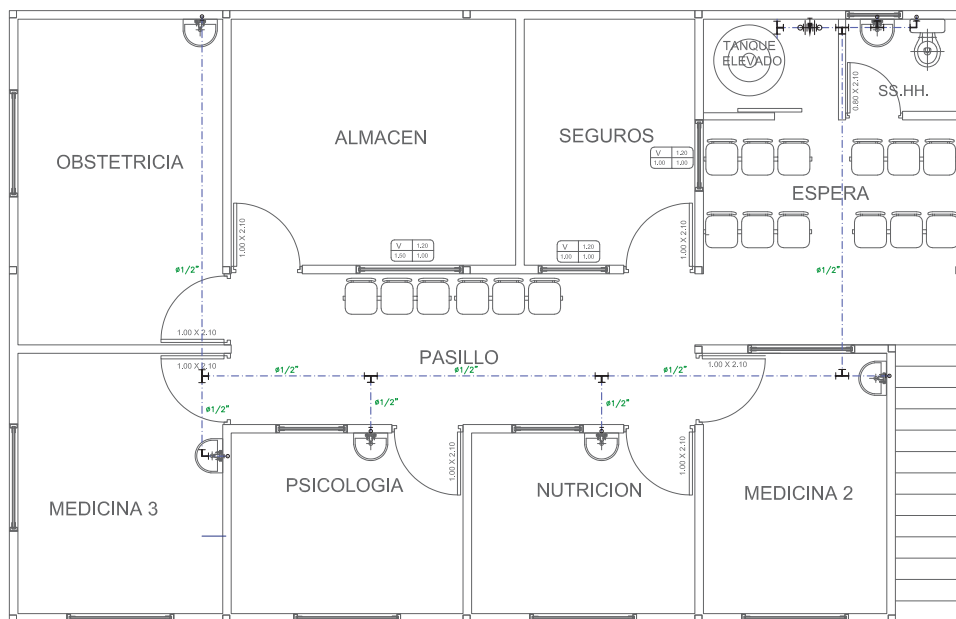 TANQUE
ELEVADO
SS.HH.
0.80 X 2.10
OBSTETRICIA
ALMACEN
SEGUROS
V 1.20
1.00 1.00
ESPERA
1.00 X 2.10
V 1.20
1.50 1.00
V 1.20
1.00 1.00
1.00 X 2.10
ø1/2"
ø1/2"
1.00 X 2.10
1.00 X 2.10
PASILLO
ø1/2"
ø1/2"
ø1/2"
1.00 X 2.10
ø1/2"
ø1/2"
ø1/2"
1.00 X 2.10
1.00 X 2.10
PSICOLOGIA
NUTRICION
MEDICINA 2
MEDICINA 3